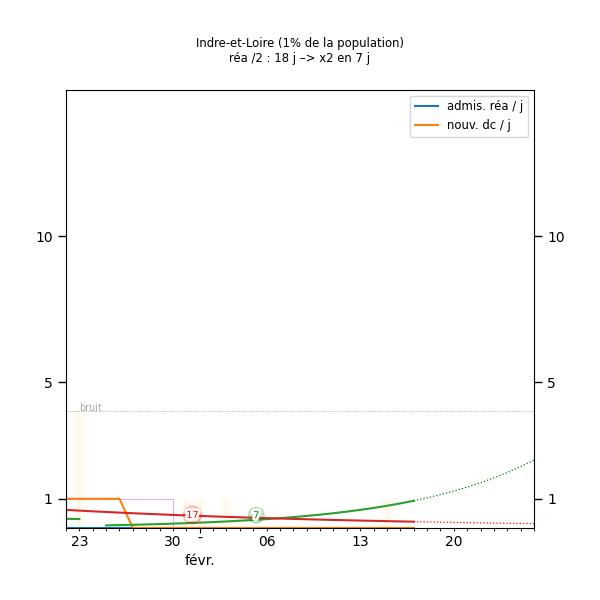 Indre-et-Loire (1% de la population)
réa /2 : 18 j –> x2 en 7 j
admis. réa / j
nouv. dc / j
10
10
5
5
bruit
1
1
17
7
23
30
-
06
13
20
févr.